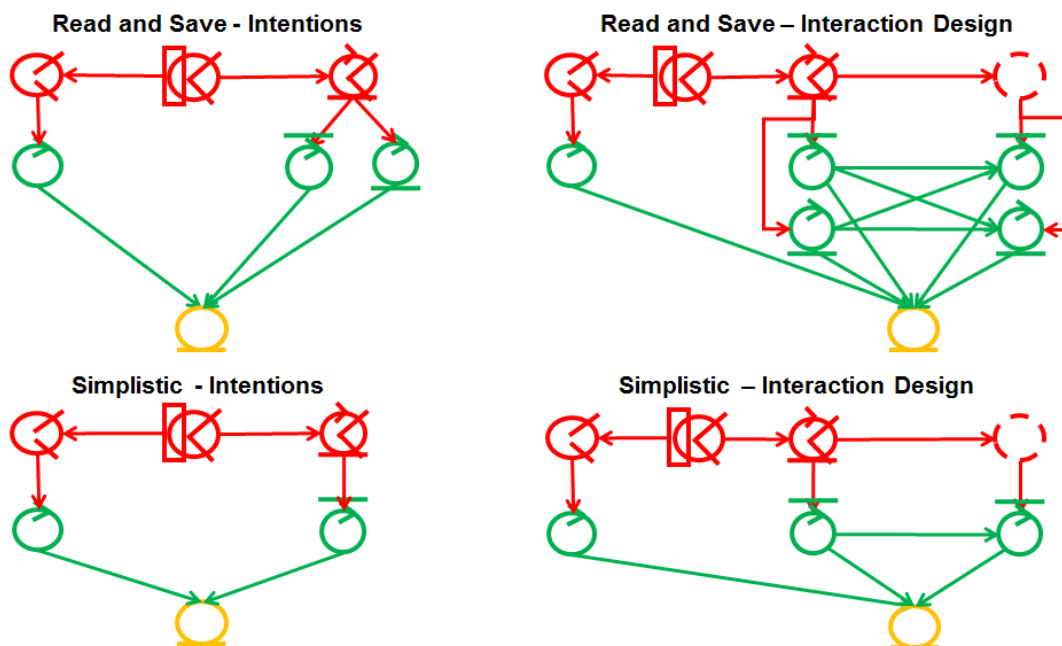 Read and Save - Intentions
Read and Save – Interaction Design
Simplistic - Intentions
Simplistic – Interaction Design